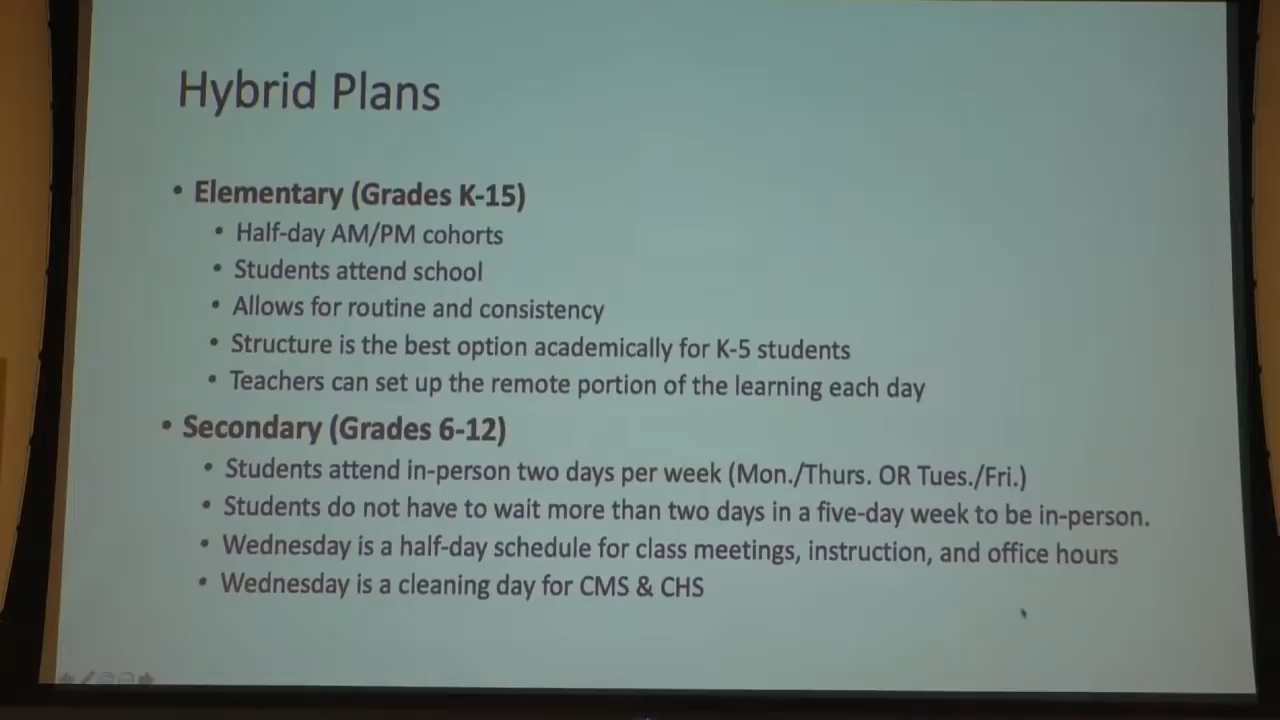 Hybrid Plans
• Elementary (Grades K-15)
• Half-day AM/PM cohorts
• Students attend school
• Allows for routine and consistency
• Structure is the best option academically for K-5 students
• Teachers can set up the remote portion of the learning each day
• Secondary (Grades 6-12)
• Students attend in-person two days per week (Mon./Thurs. OR Tues./Fri.)
• Students do not have to wait more than two days in a five-day week to be in-person.
• Wednesday is a half-day schedule for class meetings, instruction, and office hours
• Wednesday is a cleaning day for CMS & CHS